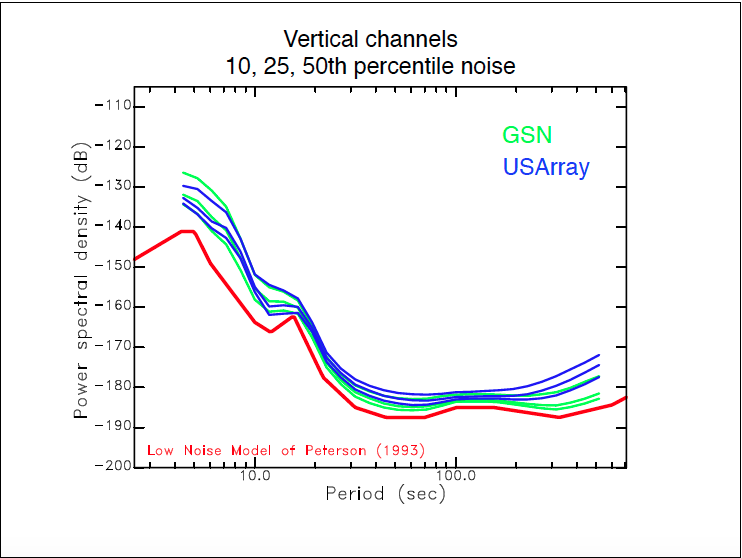 Vertical channels
10, 25, 50th percentile noise
Power spectral density (dB)
-110
-120
-130
-140
-150
-160
-170
-180
-190
-200
GSN
USArray
Low Noise Model of Peterson (1993)
10.0 100.0
Period (sec)